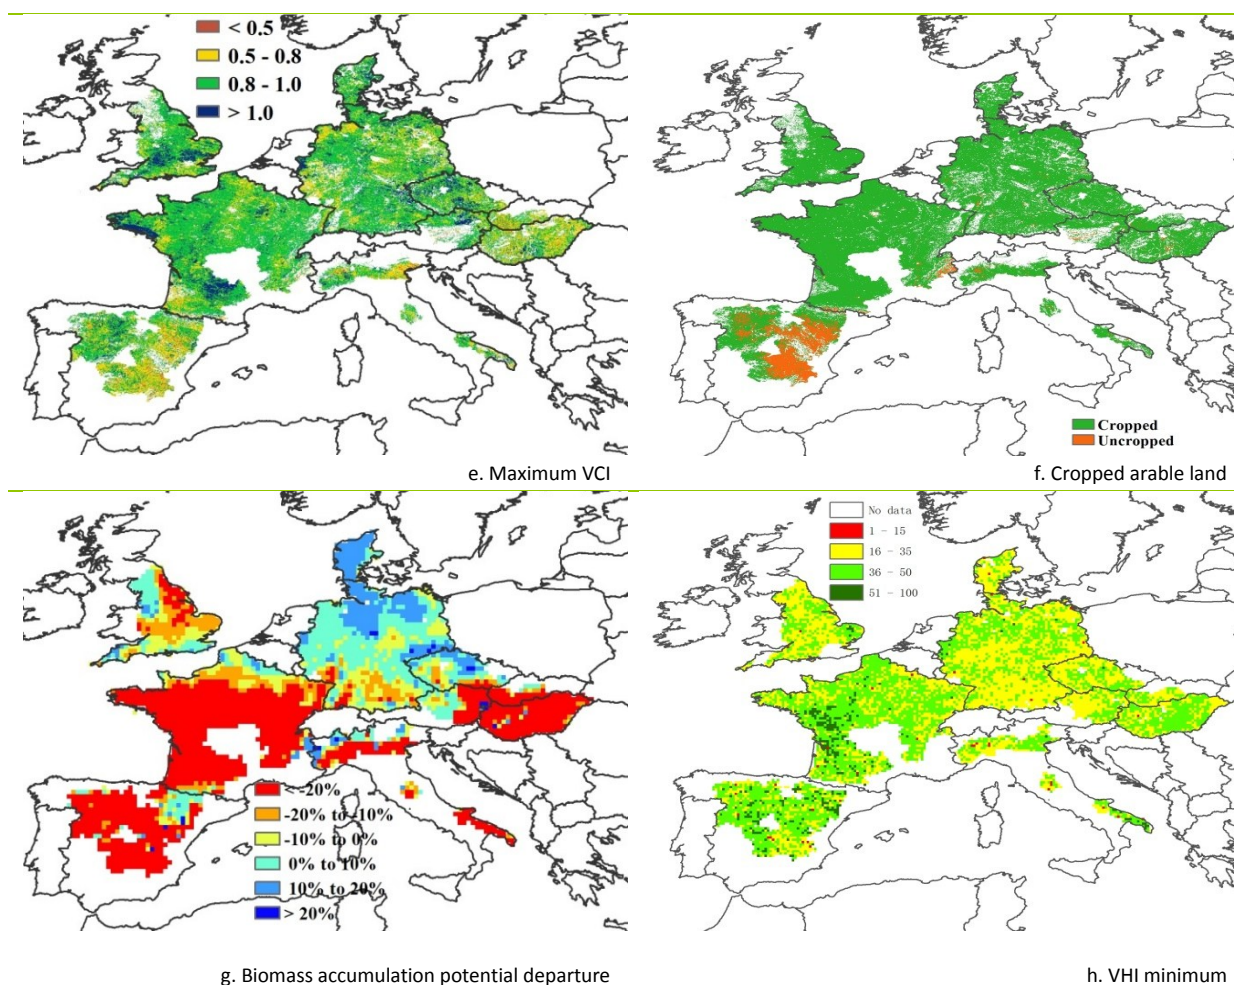 < 0.5
0.5 - 0.8
0.8 - 1.0
> 1.0
e. Maximum VCI
Cropped
Uncropped
f. Cropped arable land
< -20%
-20% to -10%
-10% to 0%
0% to 10%
10% to 20%
> 20%
g. Biomass accumulation potential departure
No data
1 - 15
16 - 35
36 - 50
51 - 100
h. VHI minimum